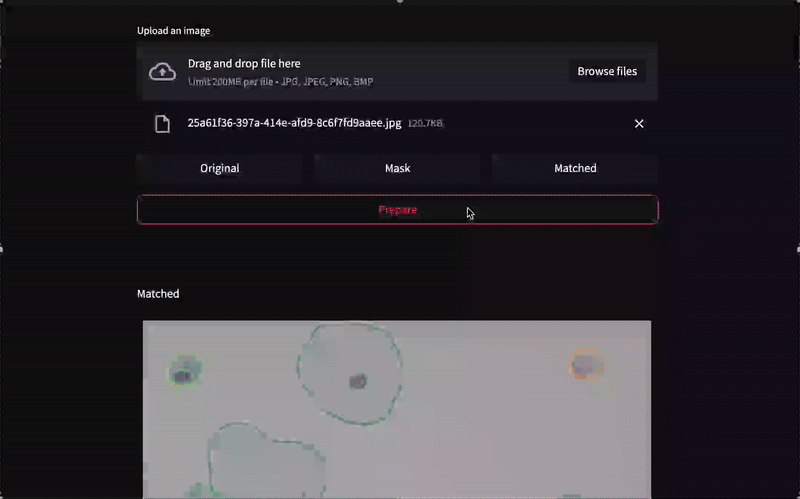 Upload an image
Drag and drop file here
Limit 200MB per file • JPG, JPEG, PNG, BMP
Browse files
25a61f36-397a-414e-afd9-8c6f7fd9aaee.jpg 120.7KB
Original
Mask
Matched
Prepare
Matched